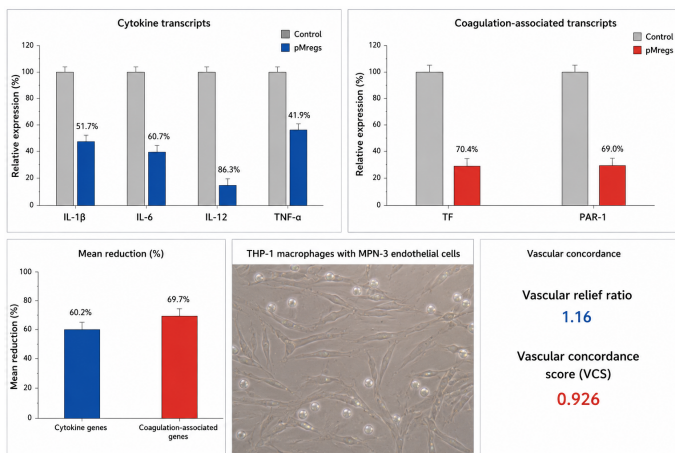 Cytokine transcripts
Control
pMregs
Relative expression (%)
120
100
80
60
40
20
0
51.7%
60.7%
86.3%
41.9%
IL-1β
IL-6
IL-12
TNF-α
Coagulation-associated transcripts
Control
pMregs
Relative expression (%)
120
100
80
60
40
20
0
70.4%
69.0%
TF
PAR-1
Mean reduction (%)
Mean reduction (%)
100
80
60
40
20
0
60.2%
69.7%
Cytokine genes
Coagulation-associated
genes
THP-1 macrophages with MPN-3 endothelial cells
Vascular concordance
Vascular relief ratio
1.16
Vascular concordance
score (VCS)
0.926